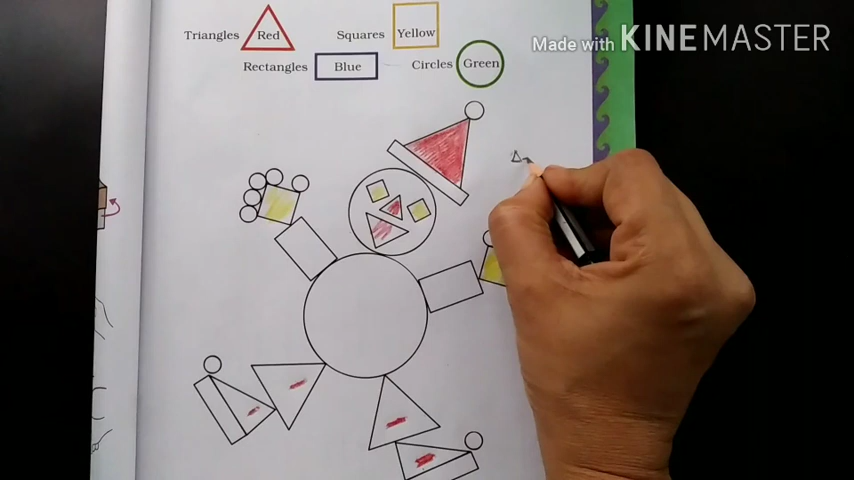 Triangles Red Squares Yellow
Rectangles Blue Circles Green
Made with KINEMASTER